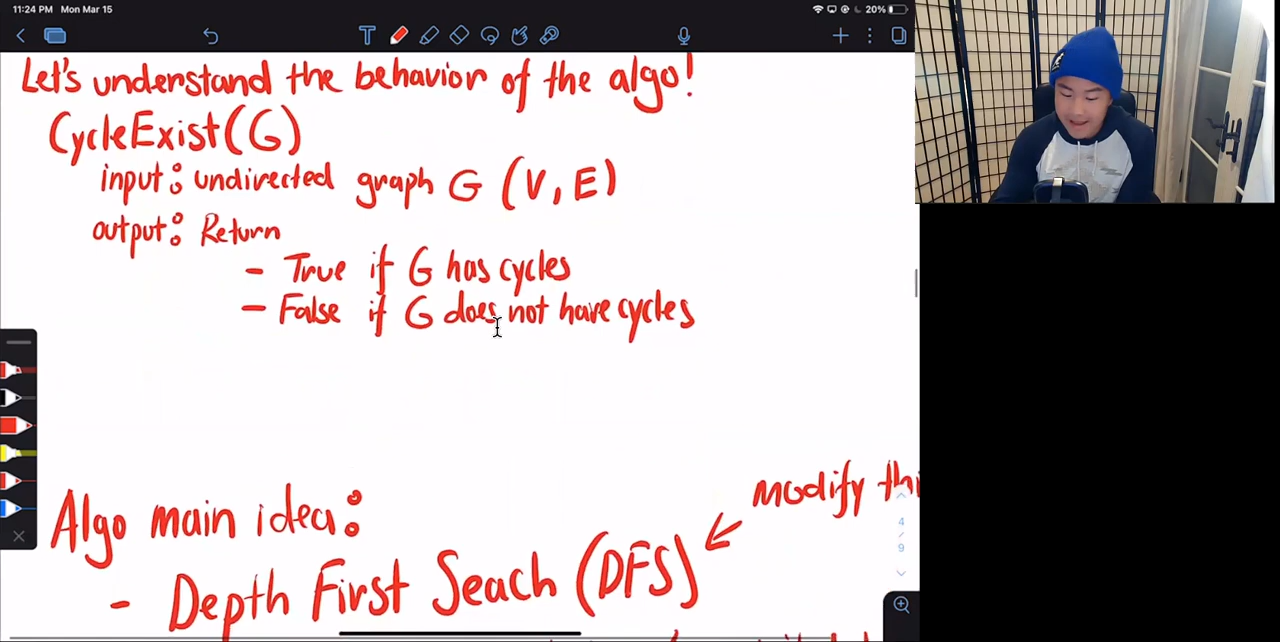 11:24 PM Mon Mar 15
20%
T
Let's understand the behavior of the algo!
CycleExist(G)
input: undirected graph G (V, E)
output: Return
- True if G has cycles
- False if G does not have cycles
modify thi
Algo main idea:
- Depth First Seach (DFS)
4
/
9